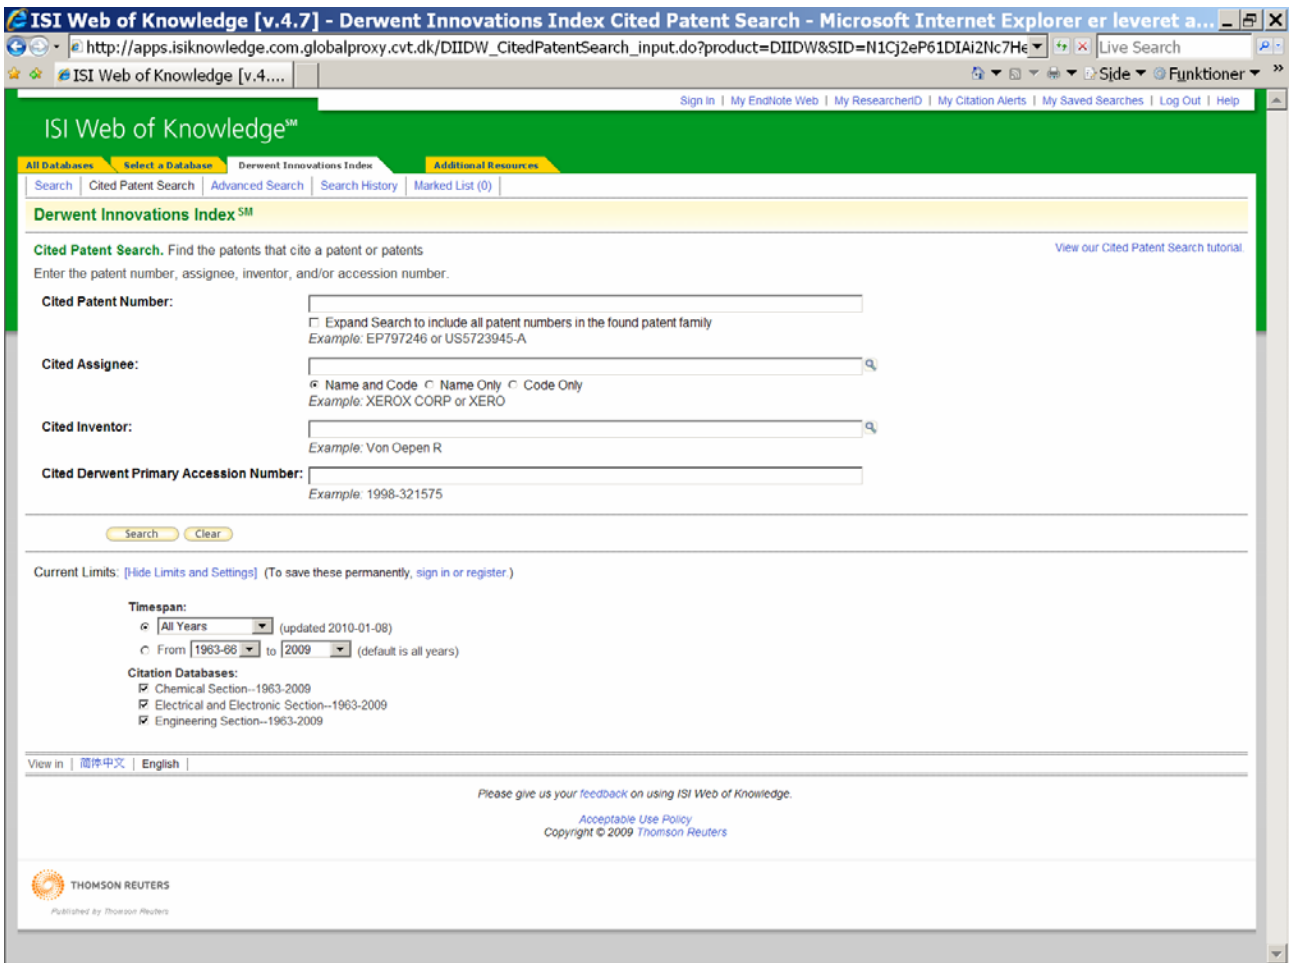 ISI Web of Knowledge [v.4.7] - Derwent Innovations Index Cited Patent Search - Microsoft Internet Explorer er leveret a...
http://apps.isiknowledge.com.globalproxy.cvt.dk/DIIDW_CitedPatentSearch_input.do?product=DIIDW&SID=N1Cj2eP61DIAi2Nc7He Live Search
ISI Web of Knowledge [v.4.... Side Funktioner »
Sign In | My EndNote Web | My ResearcherID | My Citation Alerts | My Saved Searches | Log Out | Help
ISI Web of Knowledge℠
All Databases Select a Database Derwent Innovations Index Additional Resources
Search | Cited Patent Search | Advanced Search | Search History | Marked List (0) |
Derwent Innovations Index ℠
Cited Patent Search. Find the patents that cite a patent or patents View our Cited Patent Search tutorial.
Enter the patent number, assignee, inventor, and/or accession number.
Cited Patent Number:
Expand Search to include all patent numbers in the found patent family
Example: EP797246 or US5723945-A
Cited Assignee:
Name and Code Name Only Code Only
Example: XEROX CORP or XERO
Cited Inventor:
Example: Von Oepen R
Cited Derwent Primary Accession Number:
Example: 1998-321575
Search Clear
Current Limits: [Hide Limits and Settings] (To save these permanently, sign in or register.)
Timespan:
All Years (updated 2010-01-08)
From 1963-66 to 2009 (default is all years)
Citation Databases:
Chemical Section--1963-2009
Electrical and Electronic Section--1963-2009
Engineering Section--1963-2009
View in | 简体中文 | English |
Please give us your feedback on using ISI Web of Knowledge.
Acceptable Use Policy
Copyright © 2009 Thomson Reuters
THOMSON REUTERS
Published by Thomson Reuters